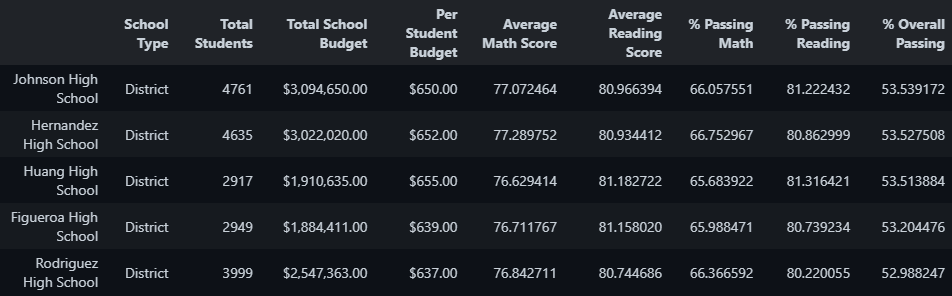 School Type Total Students Total School Budget Per Student Budget Average Math Score Average Reading Score % Passing Math % Passing Reading % Overall Passing
Johnson High School District 4761 $3,094,650.00 $650.00 77.072464 80.966394 66.057551 81.222432 53.539172
Hernandez High School District 4635 $3,022,020.00 $652.00 77.289752 80.934412 66.752967 80.862999 53.527508
Huang High School District 2917 $1,910,635.00 $655.00 76.629414 81.182722 65.683922 81.316421 53.513884
Figueroa High School District 2949 $1,884,411.00 $639.00 76.711767 81.158020 65.988471 80.739234 53.204476
Rodriguez High School District 3999 $2,547,363.00 $637.00 76.842711 80.744686 66.366592 80.220055 52.988247